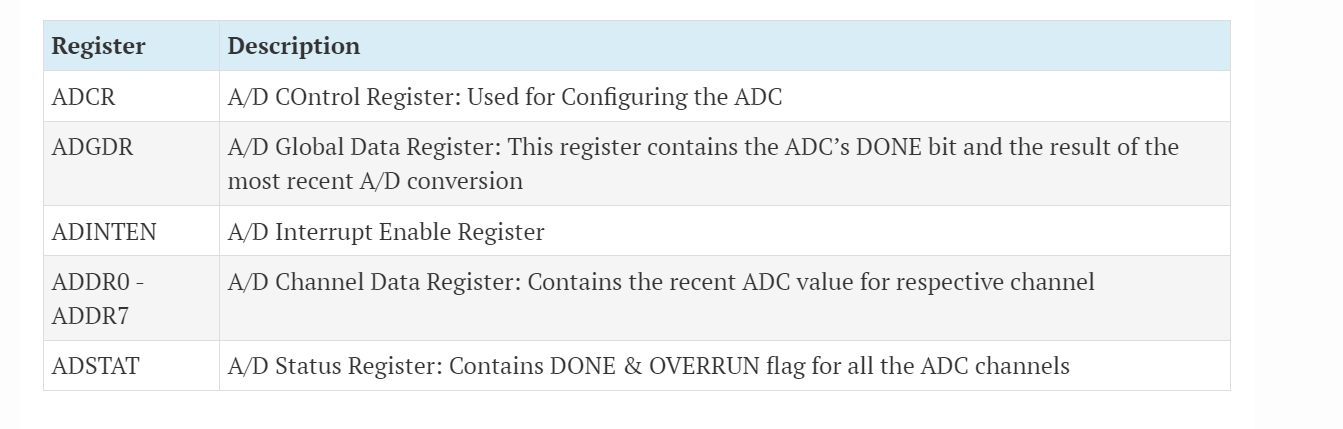 Register Description
ADCR A/D COntrol Register: Used for Configuring the ADC
ADGDR A/D Global Data Register: This register contains the ADC’s DONE bit and the result of the
most recent A/D conversion
ADINTEN A/D Interrupt Enable Register
ADDR0 - A/D Channel Data Register: Contains the recent ADC value for respective channel
ADDR7
ADSTAT A/D Status Register: Contains DONE & OVERRUN flag for all the ADC channels